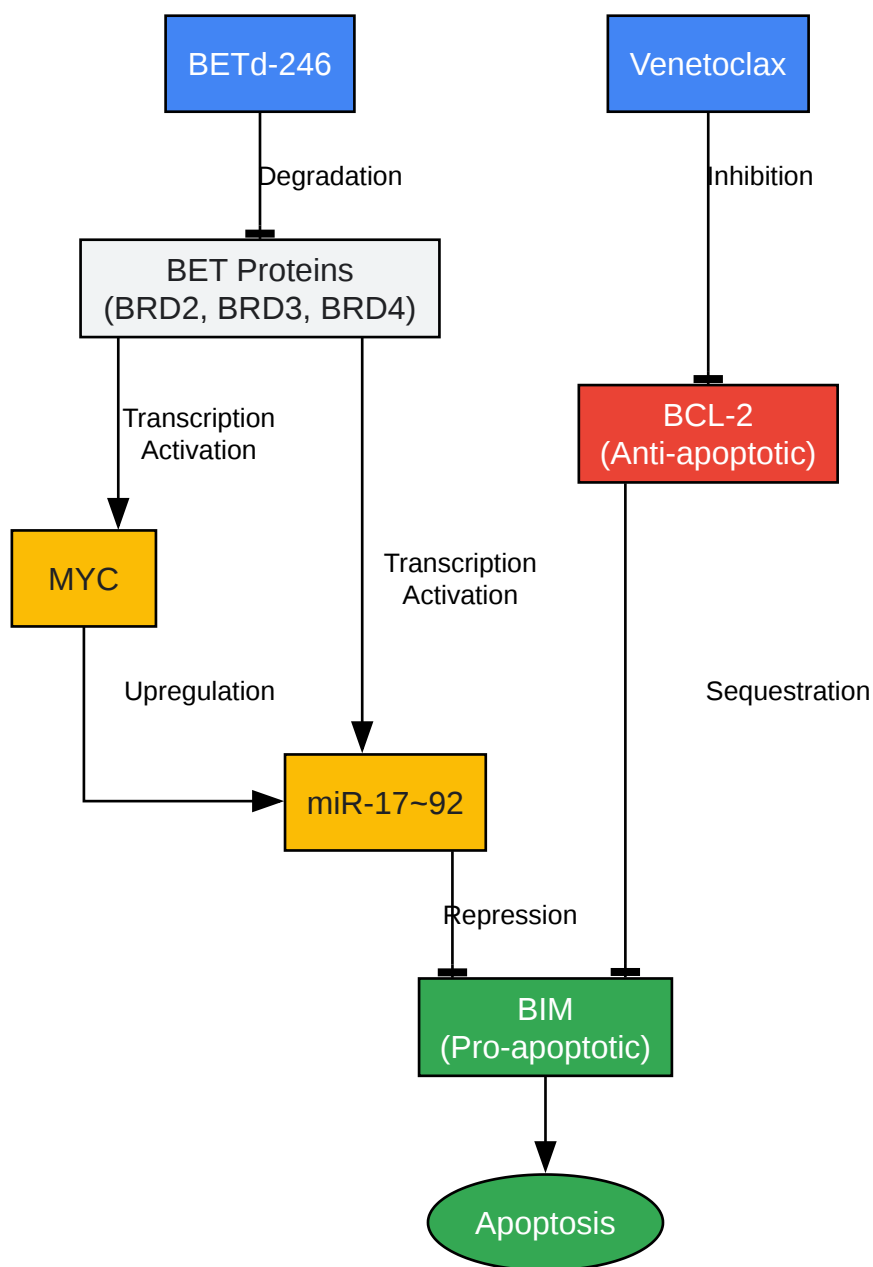 BETd-246
Venetoclax
Degradation
Inhibition
BET Proteins
(BRD2, BRD3, BRD4)
Transcription
Activation
BCL-2
(Anti-apoptotic)
MYC
Transcription
Activation
Upregulation
Sequestration
miR-17~92
Repression
BIM
(Pro-apoptotic)
Apoptosis